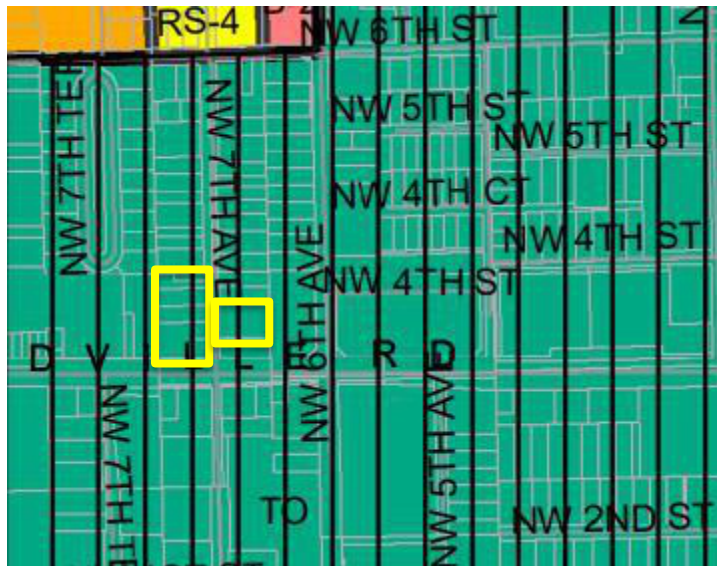 RS-4
NW 6TH ST
NW 7TH TER
NW 7TH AVE
NW 5TH ST
NW 5TH ST
NW 4TH CT
NW 4TH ST
NW 6TH AVE
NW 4TH ST
D V I L L E R D
NW 7TH TE
NW 5TH AVE
TO
NW 2ND ST